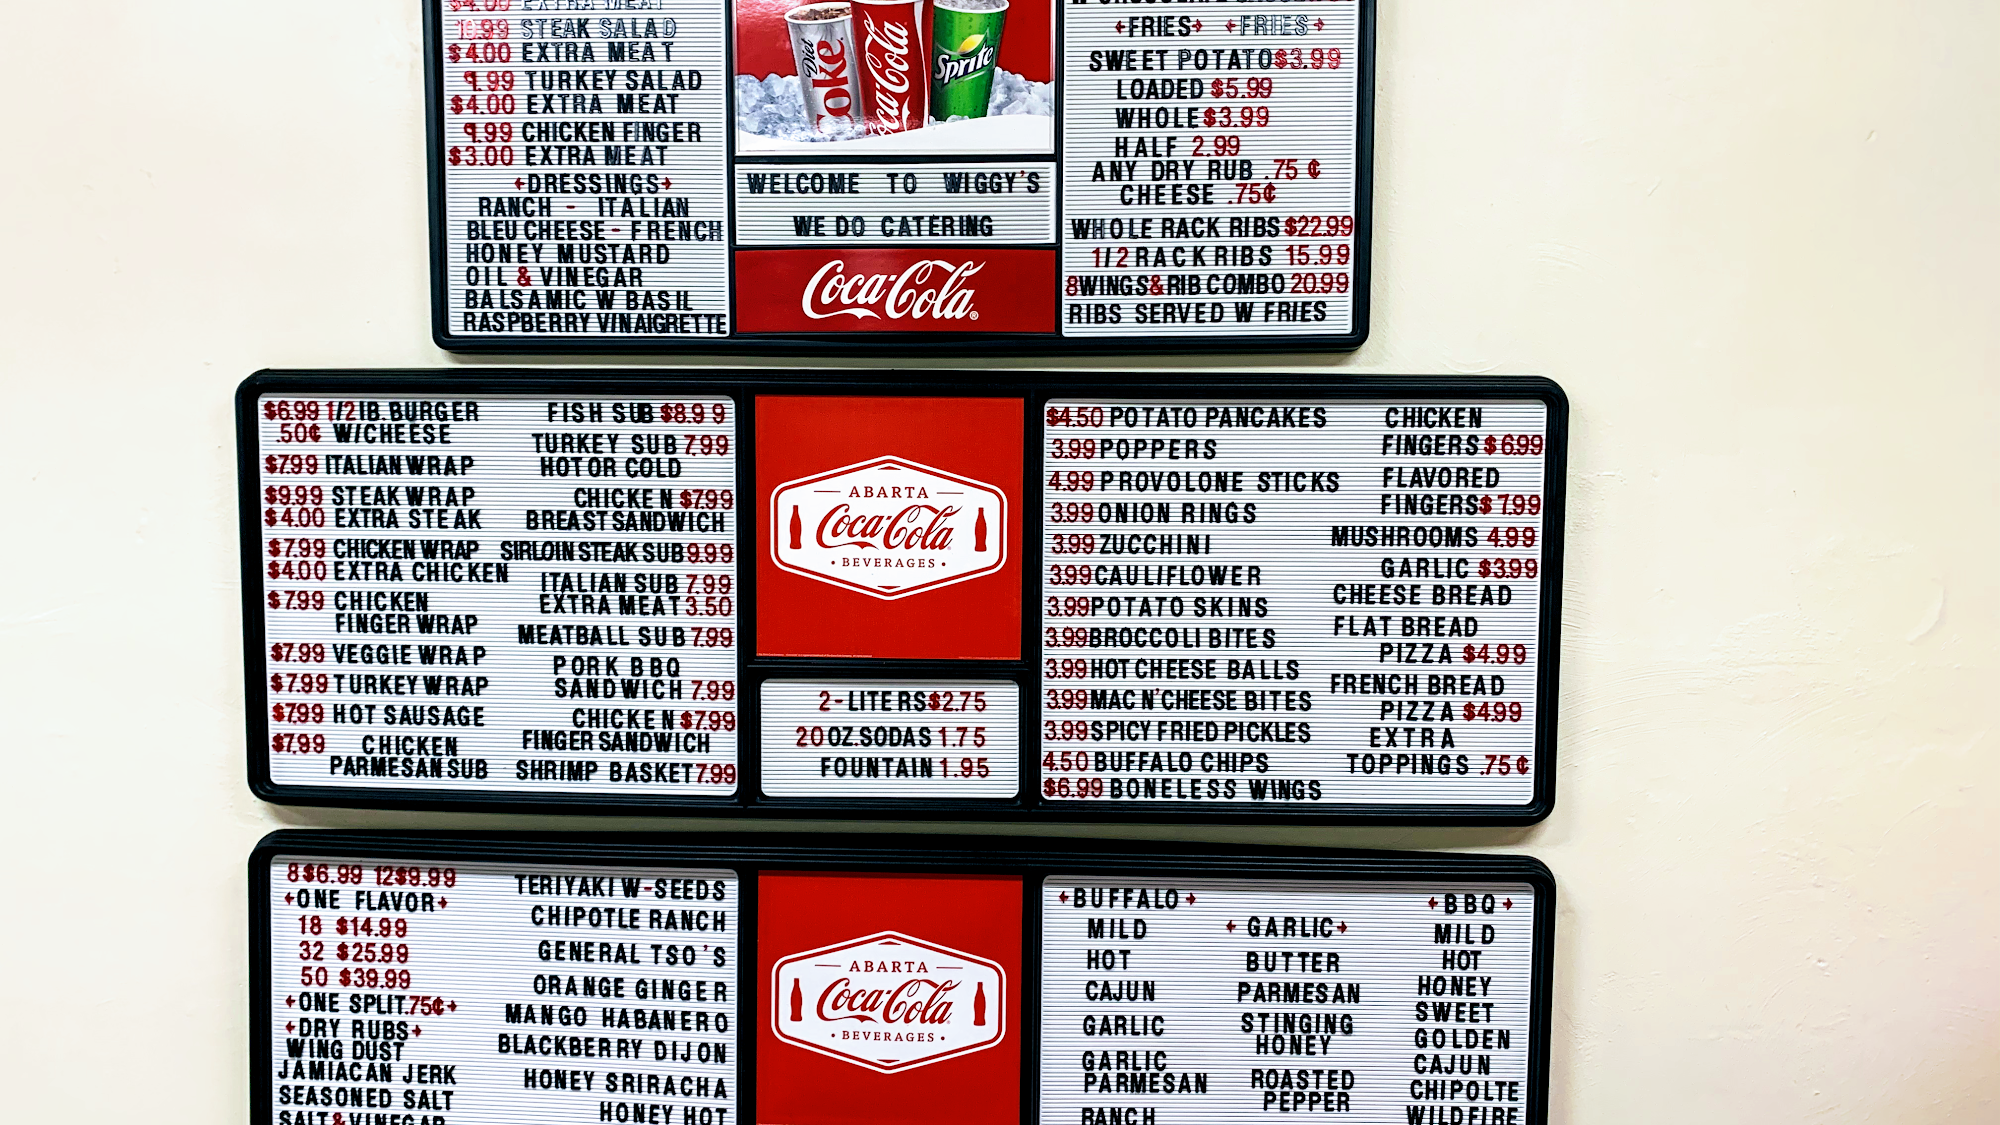 $4.00 EXTRA MEAT
10.99 STEAK SALAD
$4.00 EXTRA MEAT
9.99 TURKEY SALAD
$4.00 EXTRA MEAT
9.99 CHICKEN FINGER
$3.00 EXTRA MEAT
+DRESSINGS+
RANCH - ITALIAN
BLEU CHEESE - FRENCH
HONEY MUSTARD
OIL & VINEGAR
BALSAMIC W BASIL
RASPBERRY VINAIGRETTE
Diet Coke
Coca-Cola
Sprite
WELCOME TO WIGGY'S
WE DO CATERING
Coca-Cola
+FRIES+ +FRIES+
SWEET POTATO $3.99
LOADED $5.99
WHOLE $3.99
HALF 2.99
ANY DRY RUB .75 ¢
CHEESE .75¢
WHOLE RACK RIBS $22.99
1/2 RACK RIBS 15.99
8 WINGS & RIB COMBO 20.99
RIBS SERVED W FRIES
$6.99 1/2 lB. BURGER
.50¢ W/CHEESE
$7.99 ITALIAN WRAP
$9.99 STEAK WRAP
$4.00 EXTRA STEAK
$7.99 CHICKEN WRAP
$4.00 EXTRA CHICKEN
$7.99 CHICKEN
FINGER WRAP
$7.99 VEGGIE WRAP
$7.99 TURKEY WRAP
$7.99 HOT SAUSAGE
$7.99 CHICKEN
PARMESAN SUB
FISH SUB $8.99
TURKEY SUB 7.99
HOT OR COLD
CHICKEN $7.99
BREAST SANDWICH
SIRLOIN STEAK SUB 9.99
ITALIAN SUB 7.99
EXTRA MEAT 3.50
MEATBALL SUB 7.99
PORK BBQ
SANDWICH 7.99
CHICKEN $7.99
FINGER SANDWICH
SHRIMP BASKET 7.99
ABARTA
Coca-Cola
BEVERAGES
2-LITERS $2.75
20 OZ. SODAS 1.75
FOUNTAIN 1.95
$4.50 POTATO PANCAKES
3.99 POPPERS
4.99 PROVOLONE STICKS
3.99 ONION RINGS
3.99 ZUCCHINI
3.99 CAULIFLOWER
3.99 POTATO SKINS
3.99 BROCCOLI BITES
3.99 HOT CHEESE BALLS
3.99 MAC N'CHEESE BITES
3.99 SPICY FRIED PICKLES
4.50 BUFFALO CHIPS
$6.99 BONELESS WINGS
CHICKEN
FINGERS $6.99
FLAVORED
FINGERS $7.99
MUSHROOMS 4.99
GARLIC $3.99
CHEESE BREAD
FLAT BREAD
PIZZA $4.99
FRENCH BREAD
PIZZA $4.99
EXTRA
TOPPINGS .75¢
8 $6.99 12 $9.99
+ONE FLAVOR+
18 $14.99
32 $25.99
50 $39.99
+ONE SPLIT .75¢+
+DRY RUBS+
WING DUST
JAMIACAN JERK
SEASONED SALT
SALT & VINEGAR
TERIYAKI W-SEEDS
CHIPOTLE RANCH
GENERAL TSO'S
ORANGE GINGER
MANGO HABANERO
BLACKBERRY DIJON
HONEY SRIRACHA
HONEY HOT
ABARTA
Coca-Cola
BEVERAGES
+BUFFALO+
MILD
HOT
CAJUN
GARLIC
GARLIC
PARMESAN
RANCH
+GARLIC+
BUTTER
PARMESAN
STINGING
HONEY
ROASTED
PEPPER
+BBQ+
MILD
HOT
HONEY
SWEET
GOLDEN
CAJUN
CHIPOLTE
WILDFIRE